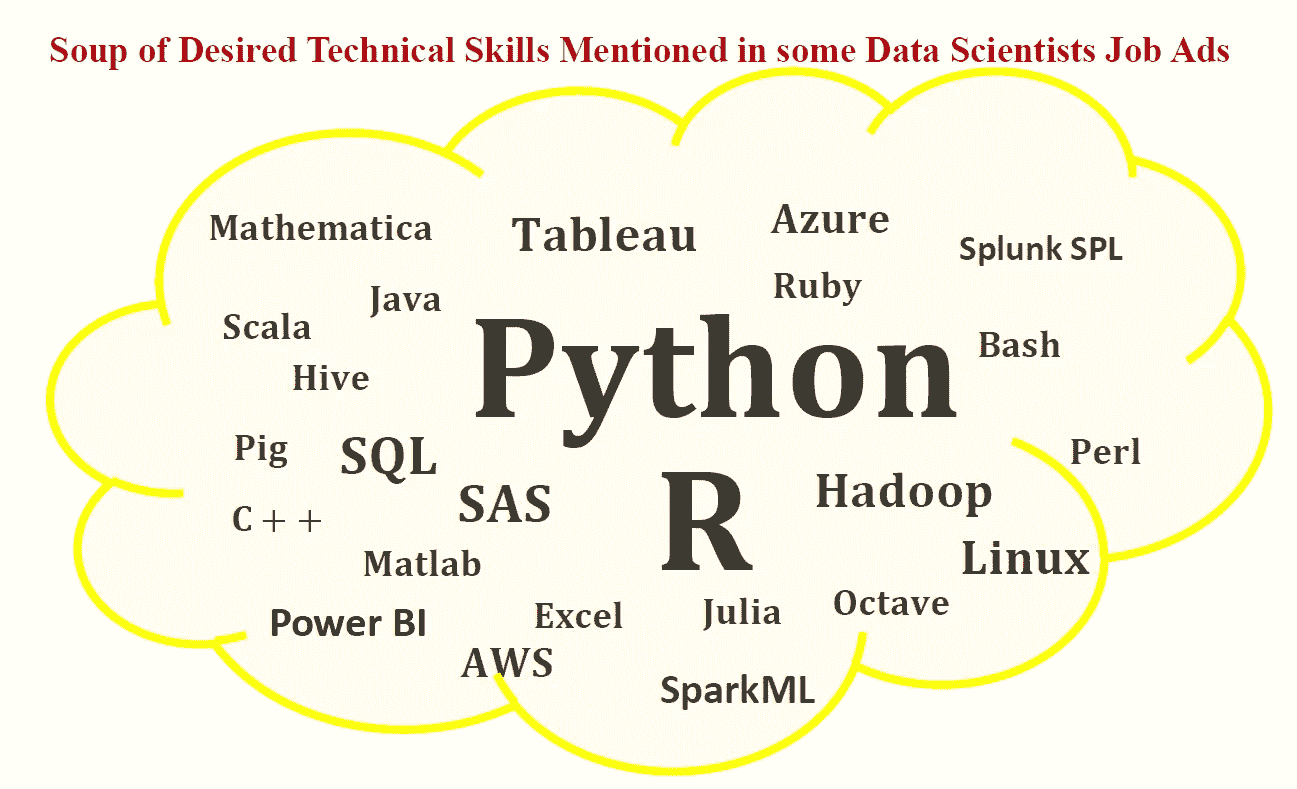 Soup of Desired Technical Skills Mentioned in some Data Scientists Job Ads
Mathematica
Tableau
Azure
Splunk SPL
Java
Ruby
Scala
Python
Bash
Hive
Pig
SQL
Perl
SAS
R
Hadoop
C + +
Matlab
Linux
Power BI
Excel
Julia
Octave
AWS
SparkML